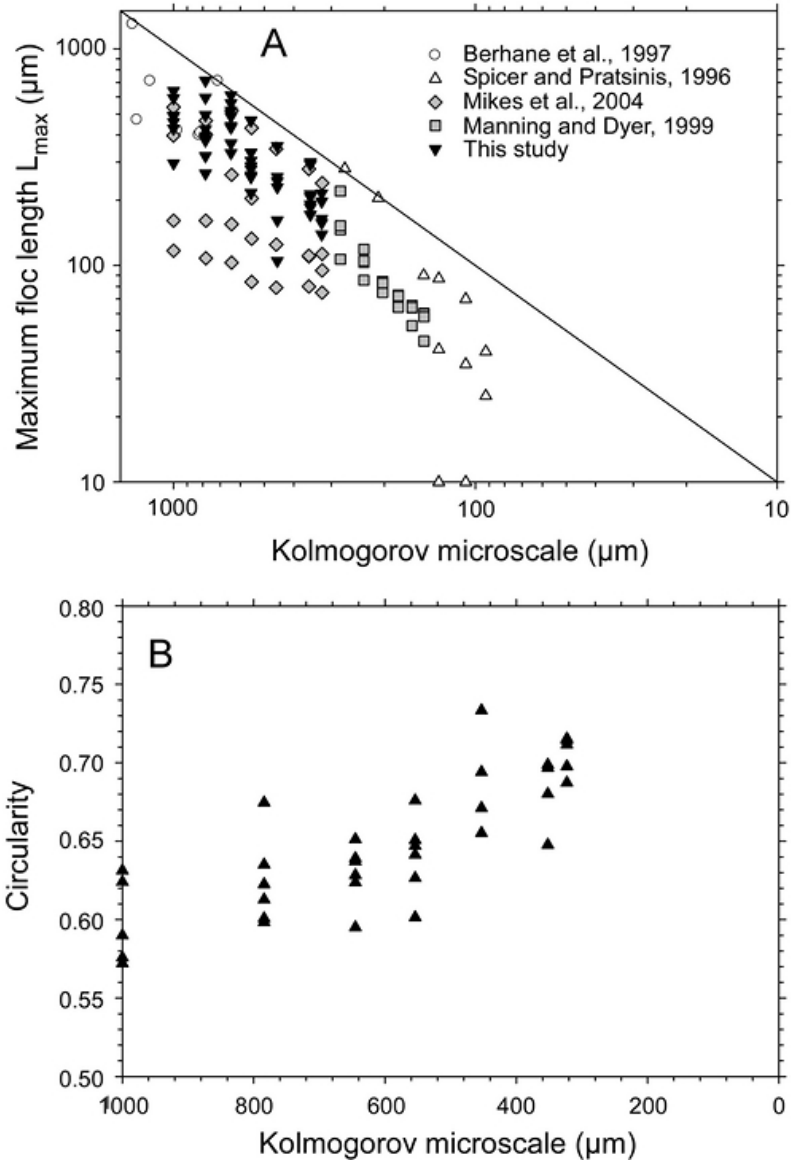 A
1000
100
10
Maximum floc length Lmax (µm)
Berhane et al., 1997
Spicer and Pratsinis, 1996
Mikes et al., 2004
Manning and Dyer, 1999
This study
1000
100
10
Kolmogorov microscale (µm)
B
0.80
0.75
0.70
0.65
0.60
0.55
0.50
Circularity
1000
800
600
400
200
0
Kolmogorov microscale (µm)